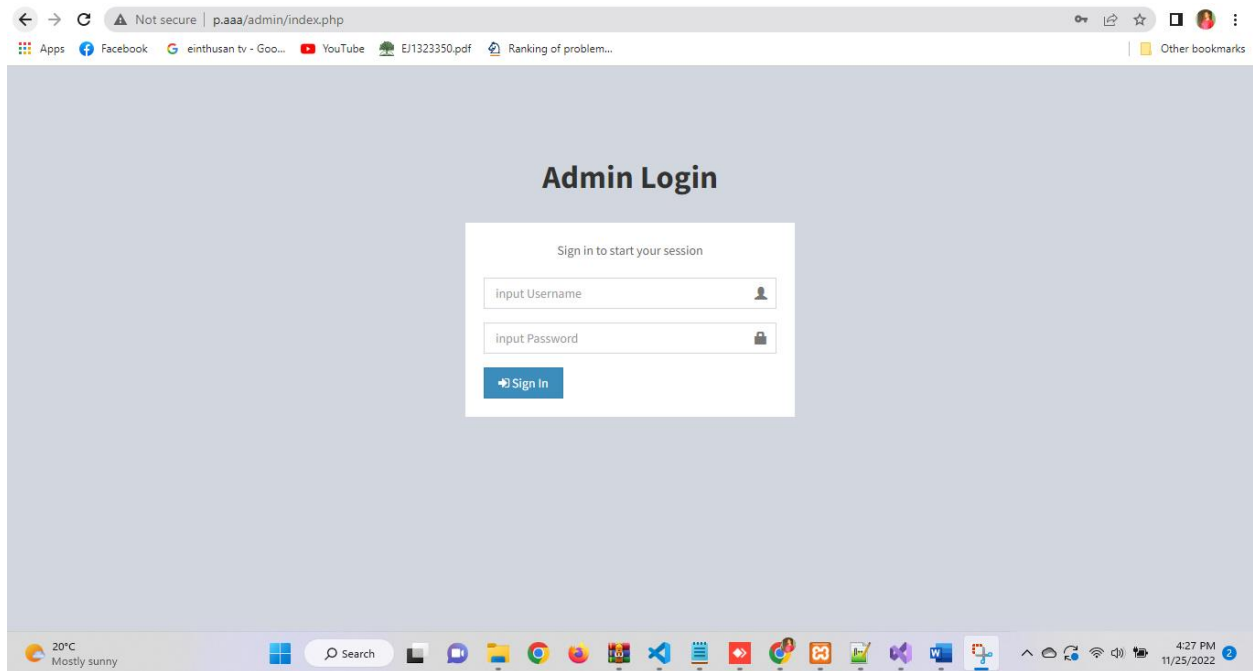 Not secure | p.aaa/admin/index.php
Apps Facebook einthusan tv - Goo... YouTube EJ1323350.pdf Ranking of problem... Other bookmarks
Admin Login
Sign in to start your session
input Username
input Password
Sign In
20°C
Mostly sunny
Search
4:27 PM
11/25/2022
2